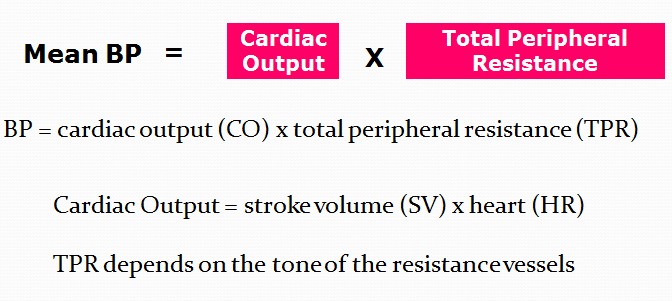 Mean BP = Cardiac Output X Total Peripheral Resistance
BP = cardiac output (CO) x total peripheral resistance (TPR)
Cardiac Output = stroke volume (SV) x heart (HR)
TPR depends on the tone of the resistance vessels